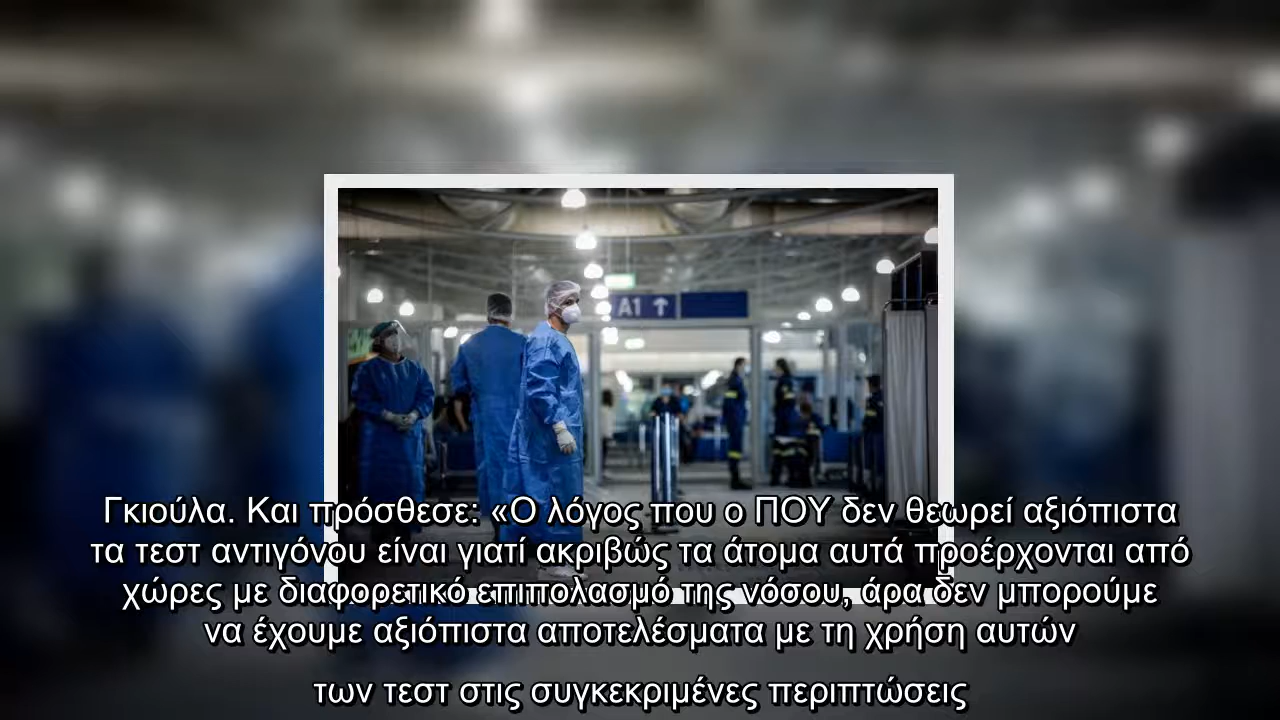 A1 ↑
Γκιούλα. Και πρόσθεσε: «Ο λόγος που ο ΠΟΥ δεν θεωρεί αξιόπιστα
τα τεστ αντιγόνου είναι γιατί ακριβώς τα άτομα αυτά προέρχονται από
χώρες με διαφορετικό επιπολασμό της νόσου, άρα δεν μπορούμε
να έχουμε αξιόπιστα αποτελέσματα με τη χρήση αυτών
των τεστ στις συγκεκριμένες περιπτώσεις